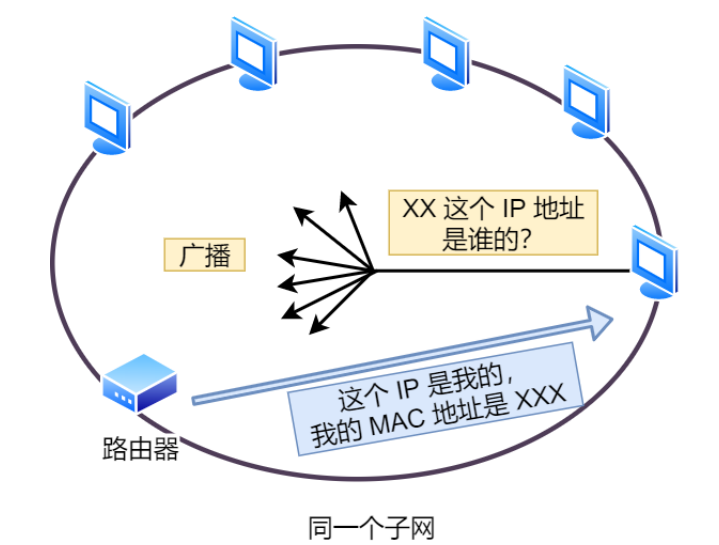 XX 这个 IP 地址
是谁的？
广播
这个 IP 是我的，
我的 MAC 地址是 XXX
路由器
同一个子网